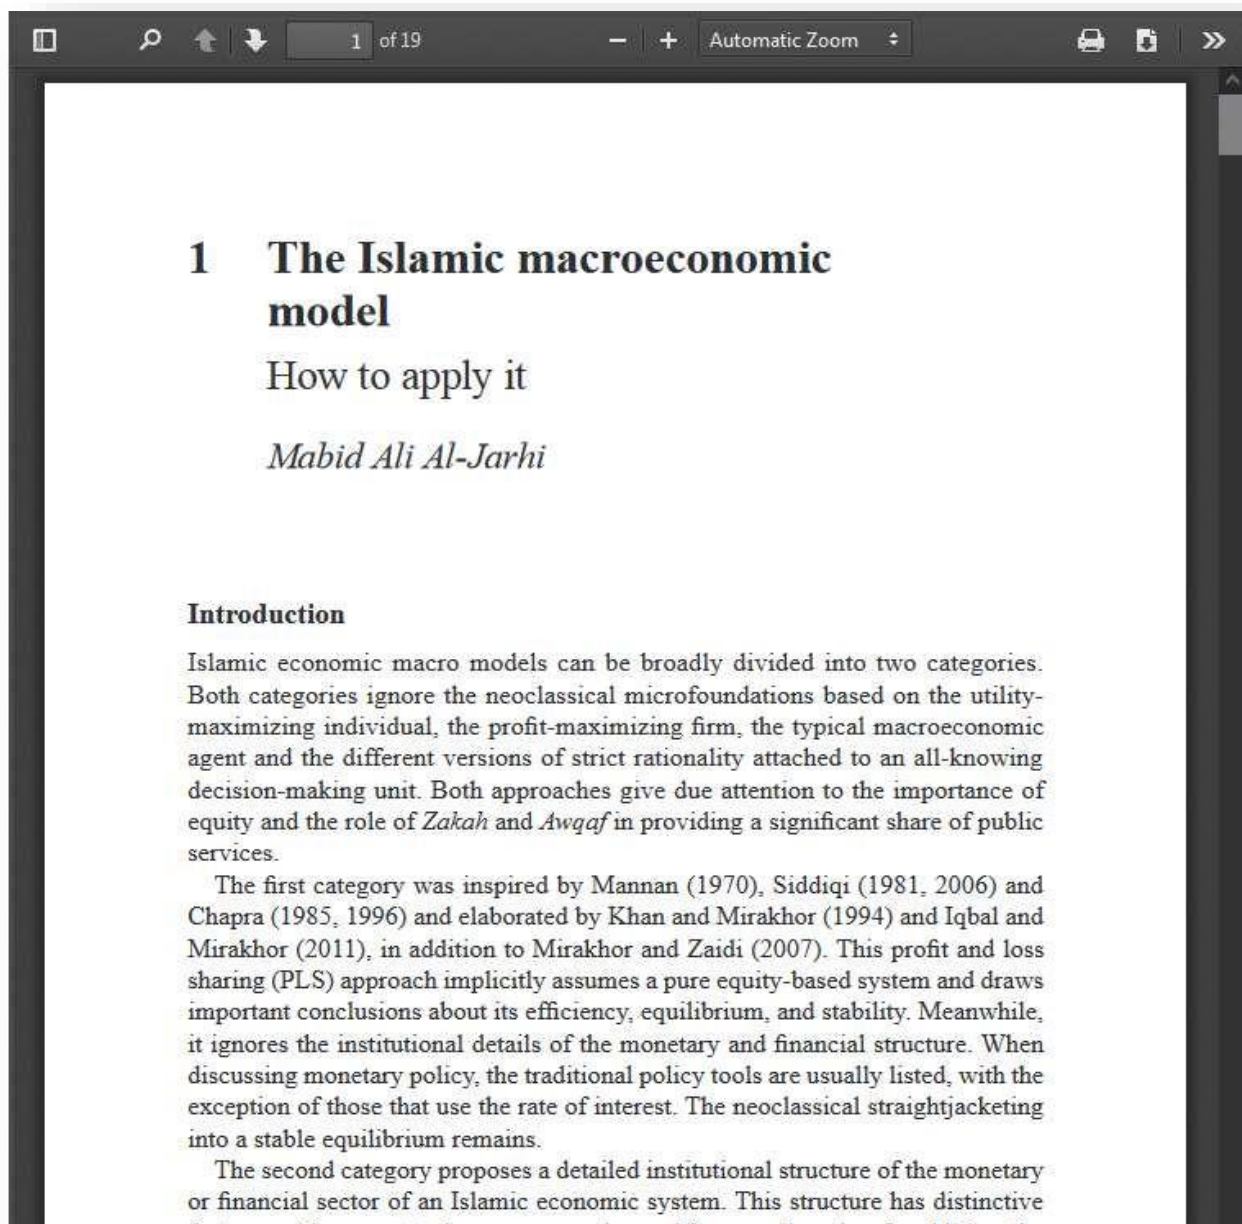 1 of 19 Automatic Zoom
1 The Islamic macroeconomic
model
How to apply it
Mabid Ali Al-Jarhi
Introduction
Islamic economic macro models can be broadly divided into two categories.
Both categories ignore the neoclassical microfoundations based on the utility-
maximizing individual, the profit-maximizing firm, the typical macroeconomic
agent and the different versions of strict rationality attached to an all-knowing
decision-making unit. Both approaches give due attention to the importance of
equity and the role of Zakah and Awqaf in providing a significant share of public
services.
The first category was inspired by Mannan (1970), Siddiqi (1981, 2006) and
Chapra (1985, 1996) and elaborated by Khan and Mirakhor (1994) and Iqbal and
Mirakhor (2011), in addition to Mirakhor and Zaidi (2007). This profit and loss
sharing (PLS) approach implicitly assumes a pure equity-based system and draws
important conclusions about its efficiency, equilibrium, and stability. Meanwhile,
it ignores the institutional details of the monetary and financial structure. When
discussing monetary policy, the traditional policy tools are usually listed, with the
exception of those that use the rate of interest. The neoclassical straightjacketing
into a stable equilibrium remains.
The second category proposes a detailed institutional structure of the monetary
or financial sector of an Islamic economic system. This structure has distinctive